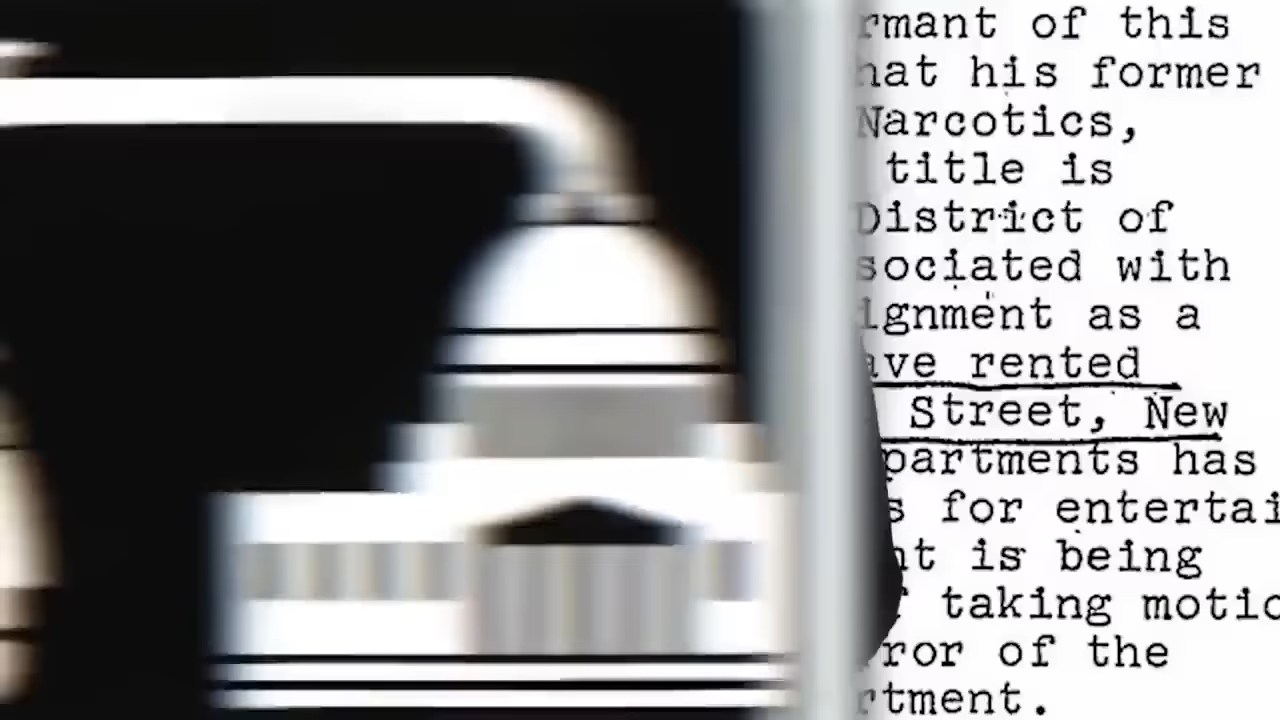 rmant of this
hat his former
Narcotics,
title is
District of
sociated with
ignment as a
ave rented
Street, New
partments has
s for entertai
nt is being
taking motio
rror of the
rtment.